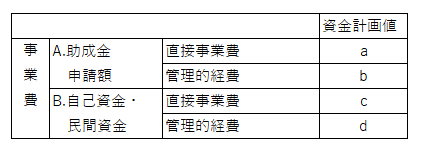 資金計画値
事 A.助成金 直接事業費 a
業 申請額 管理的経費 b
費 B.自己資金・ 直接事業費 c
民間資金 管理的経費 d